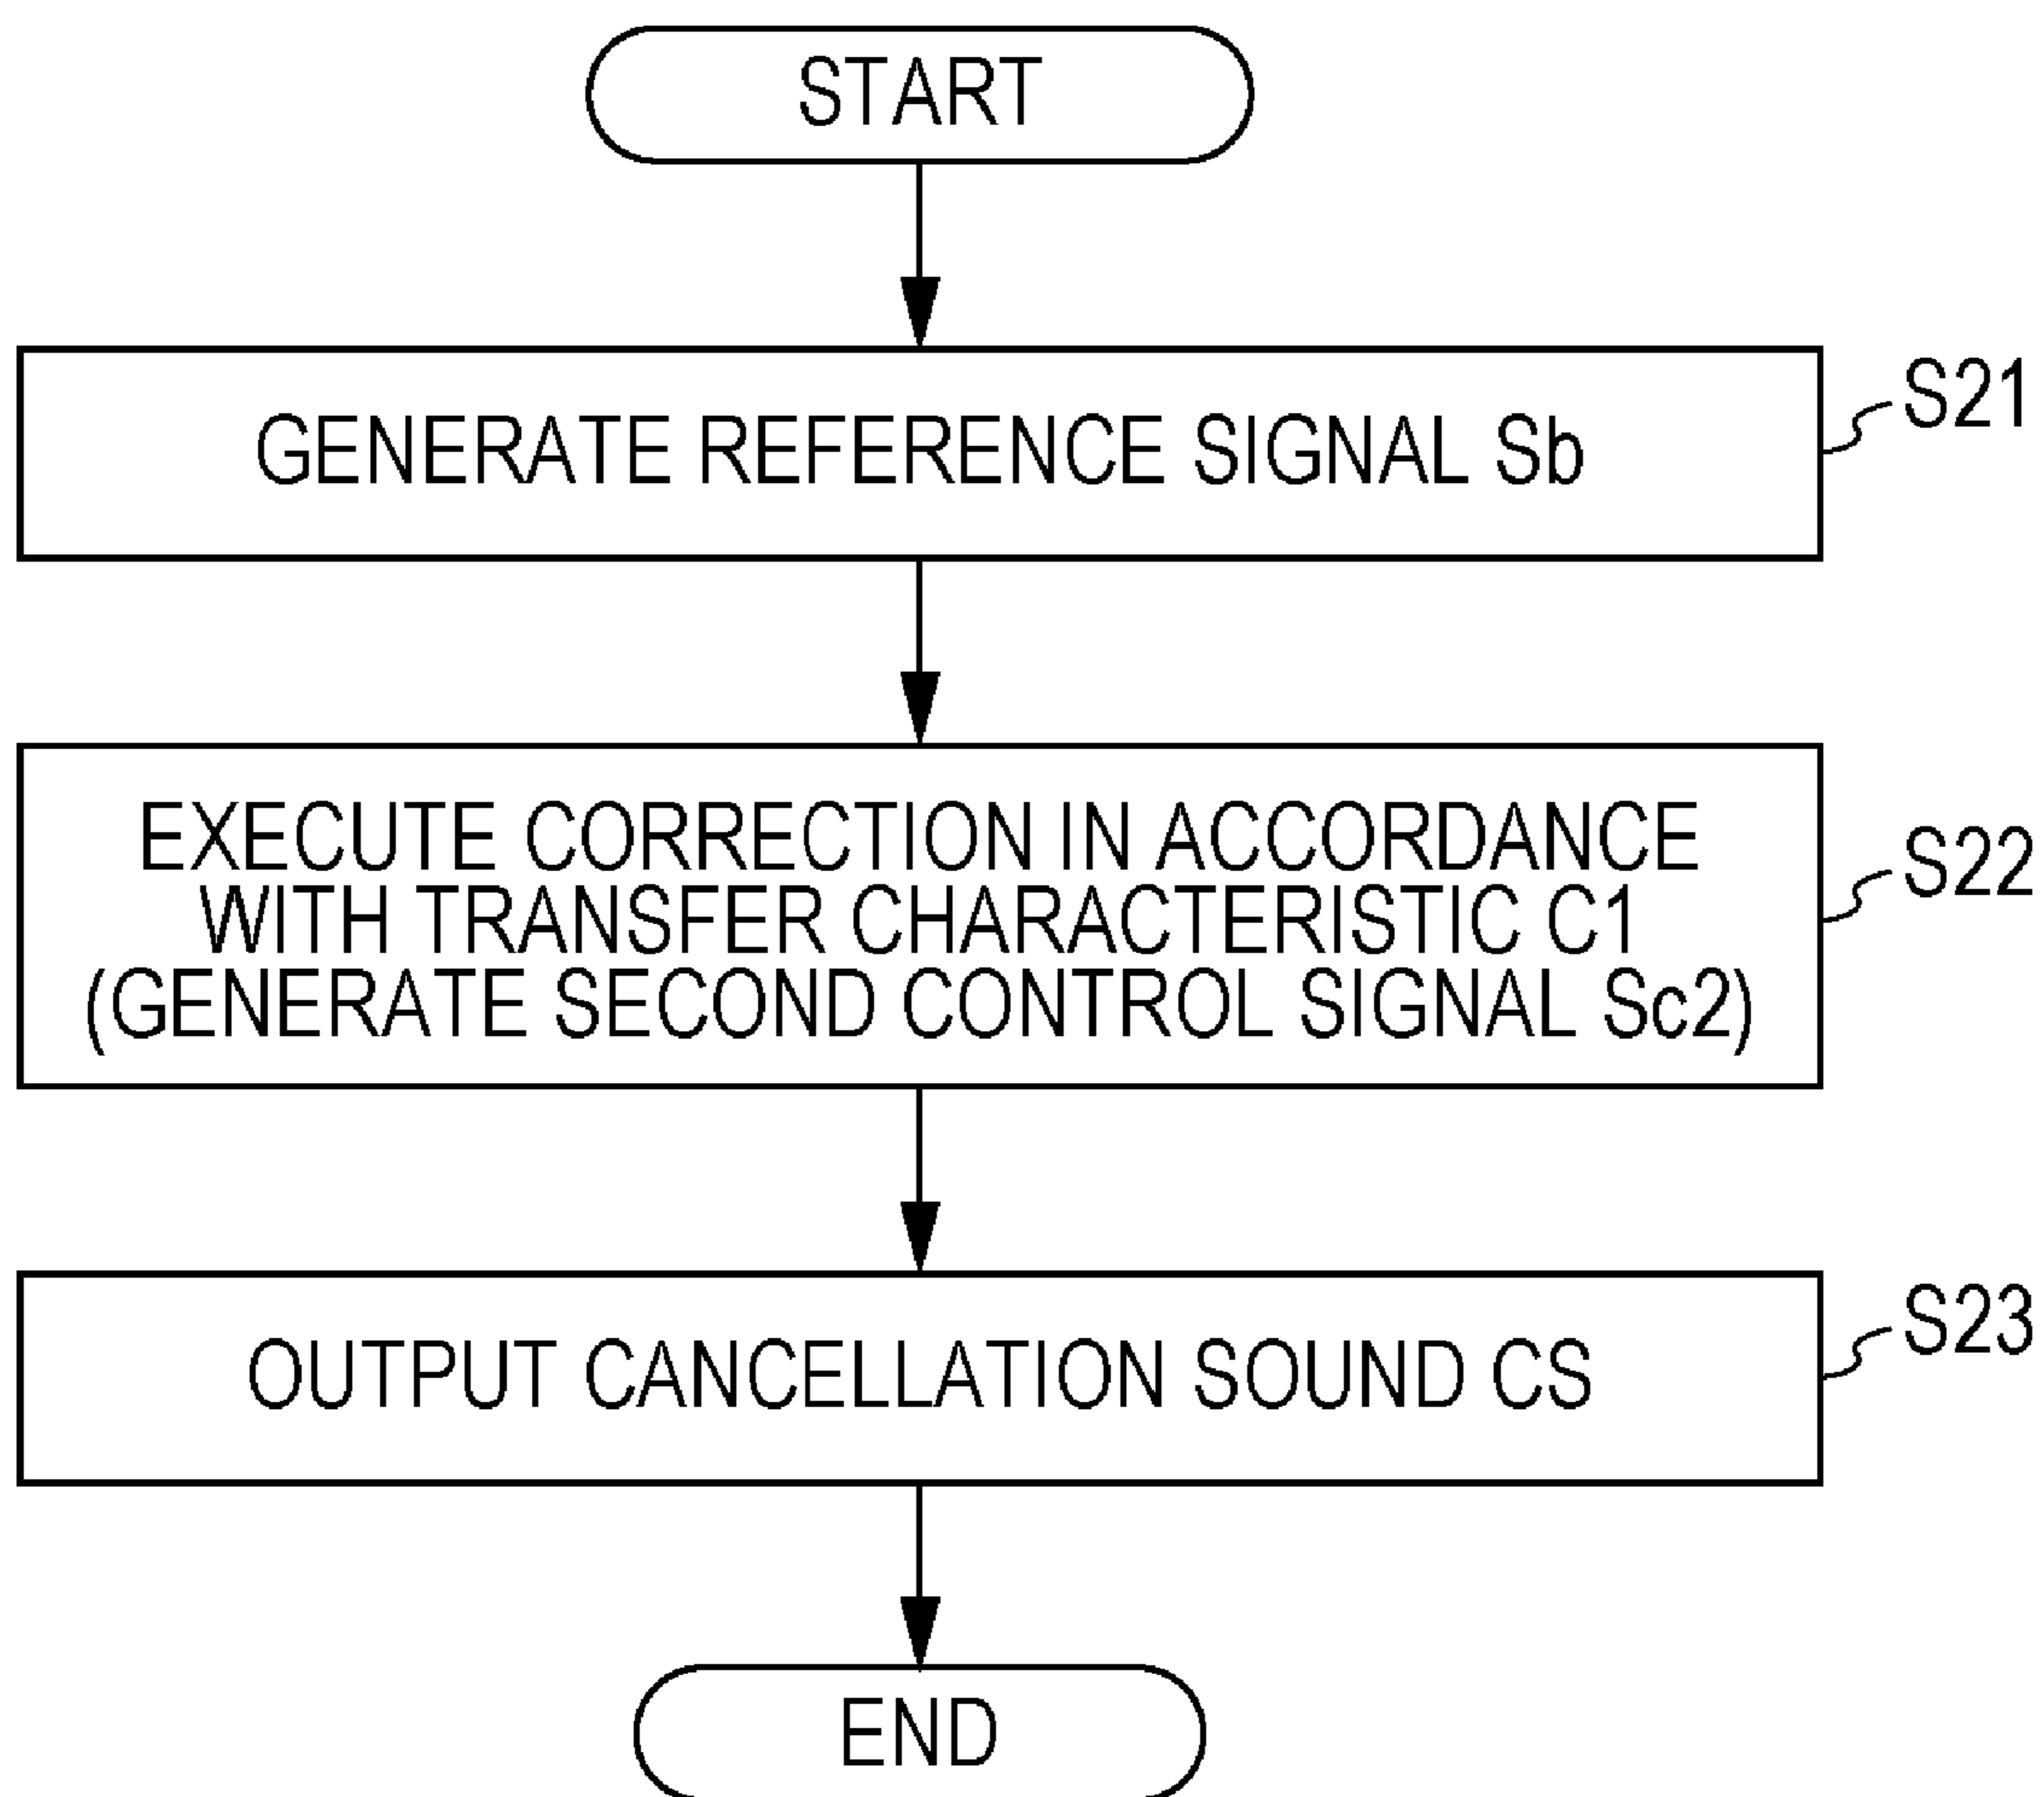 START
GENERATE REFERENCE SIGNAL Sb
S21
EXECUTE CORRECTION IN ACCORDANCE
WITH TRANSFER CHARACTERISTIC C1
(GENERATE SECOND CONTROL SIGNAL Sc2)
S22
OUTPUT CANCELLATION SOUND CS
S23
END